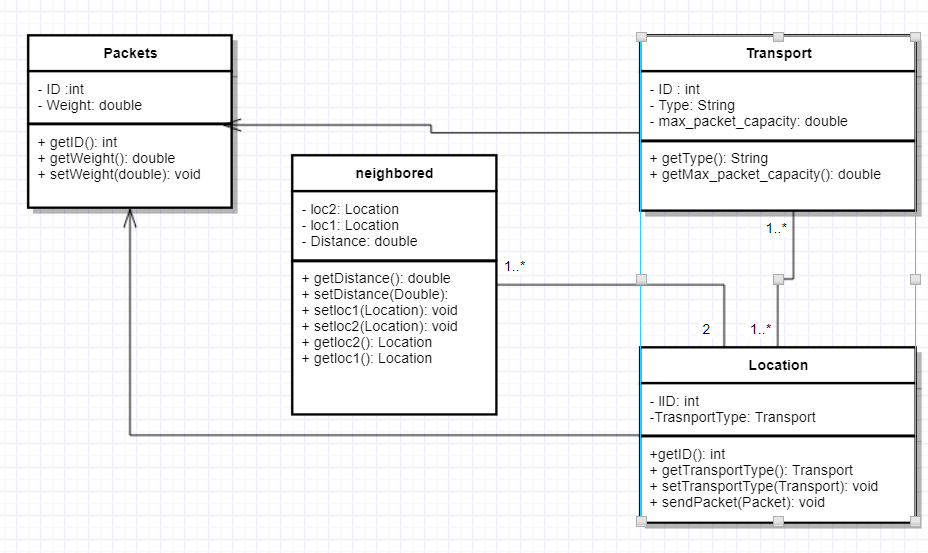 Packets
- ID :int
- Weight: double
+ getID(): int
+ getWeight(): double
+ setWeight(double): void
neighbored
- loc2: Location
- loc1: Location
- Distance: double
+ getDistance(): double
+ setDistance(Double):
+ setloc1(Location): void
+ setloc2(Location): void
+ getloc2(): Location
+ getloc1(): Location
Transport
- ID : int
- Type: String
- max_packet_capacity: double
+ getType(): String
+ getMax_packet_capacity(): double
1..*
1..*
2
1..*
Location
- IID: int
-TrasnportType: Transport
+getID(): int
+ getTransportType(): Transport
+ setTransportType(Transport): void
+ sendPacket(Packet): void